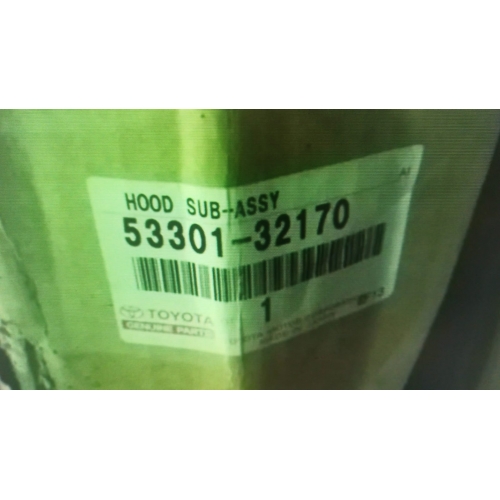 HOOD SUB-ASSY
53301-32170
1
TOYOTA
GENUINE PARTS